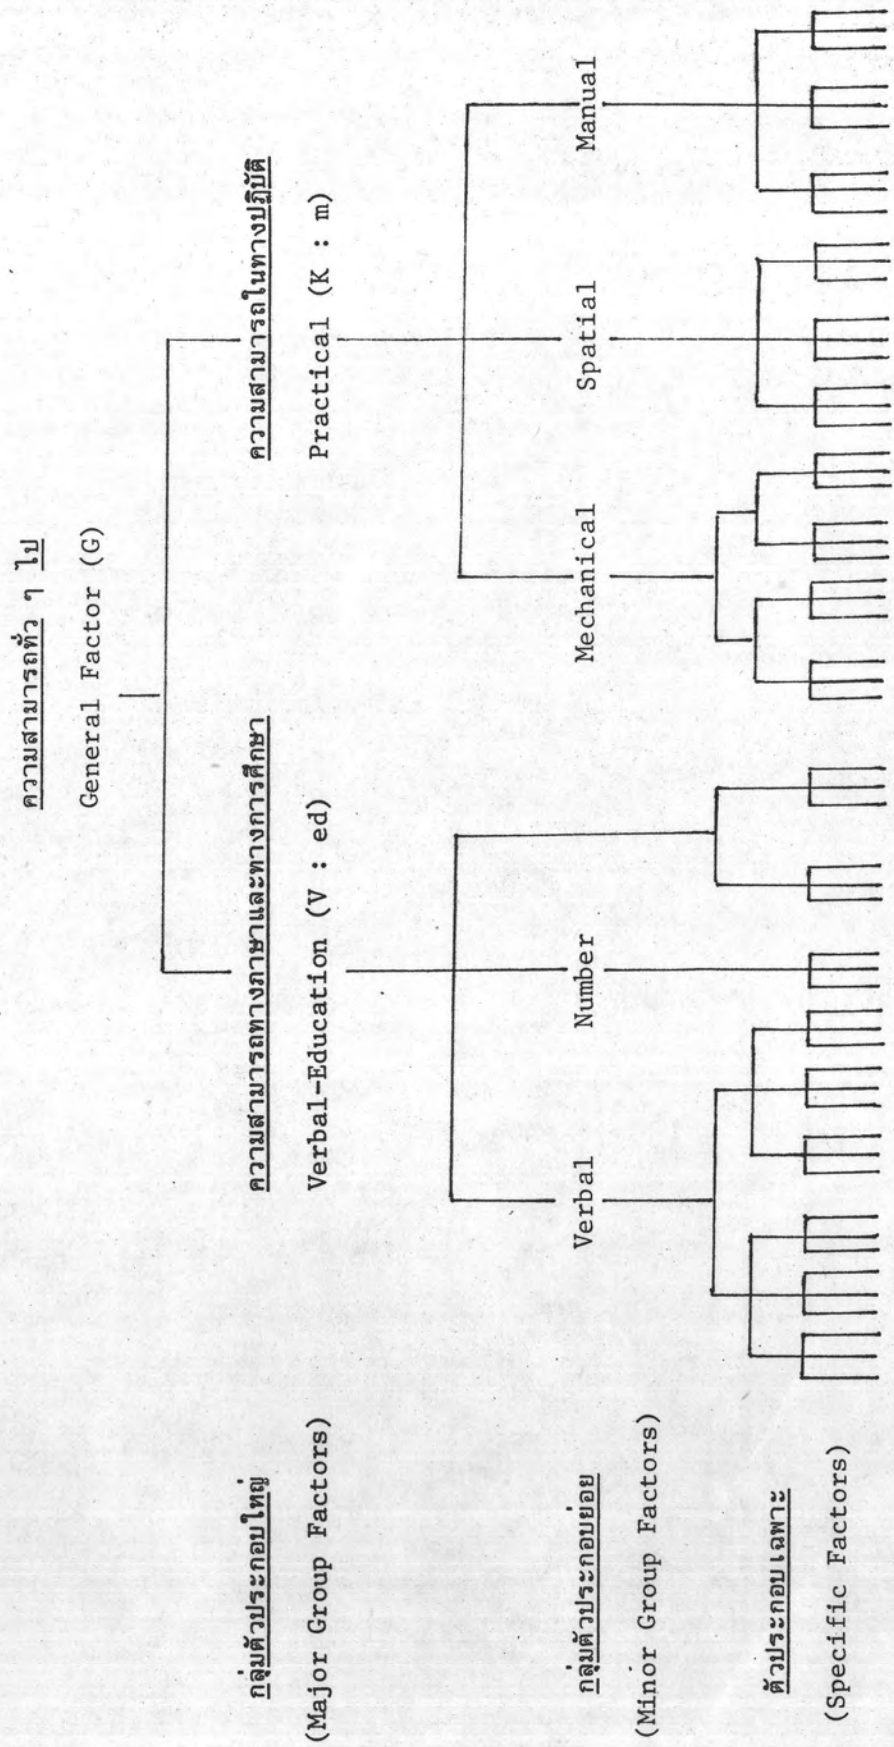 ความสามารถทั่ว ๆ ไป
General Factor (G)
กลุ่มตัวประกอบใหญ่
(Major Group Factors)
ความสามารถทางภาษาและทางการศึกษา
Verbal-Education (V : ed)
ความสามารถในทางปฏิบัติ
Practical (K : m)
กลุ่มตัวประกอบย่อย
(Minor Group Factors)
Verbal
Number
Mechanical
Spatial
Manual
ตัวประกอบเฉพาะ
(Specific Factors)